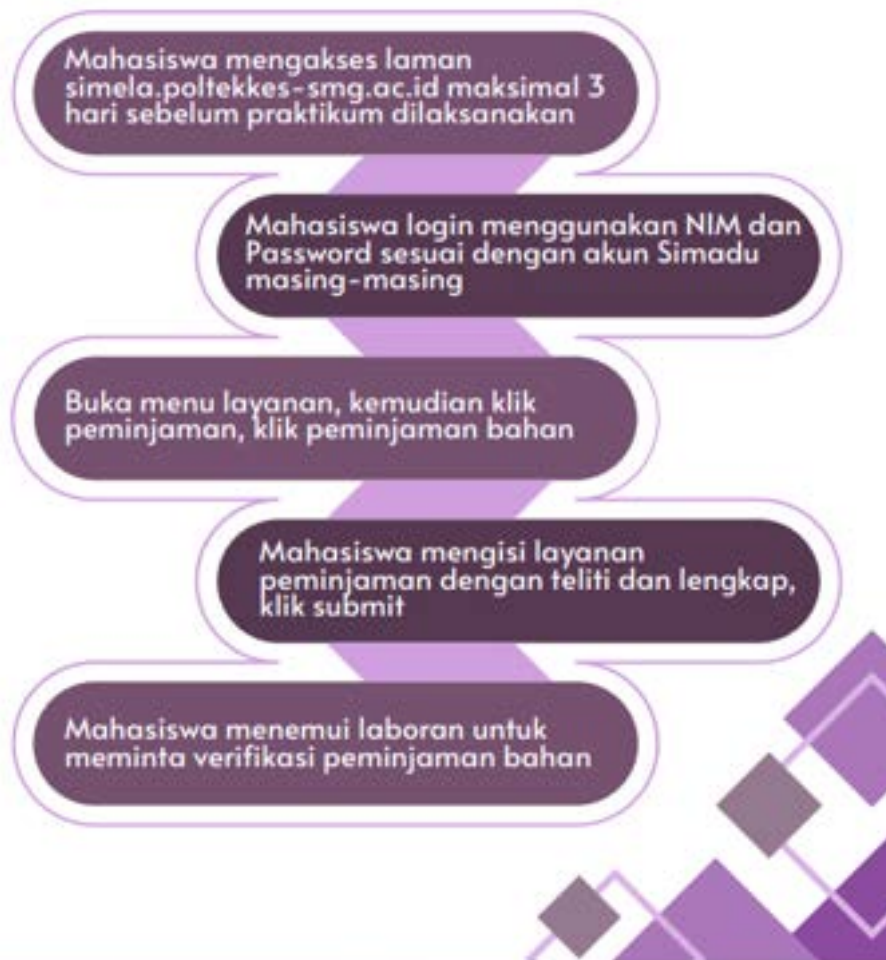 Mahasiswa mengakses laman
simela.poltekkes-smg.ac.id maksimal 3
hari sebelum praktikum dilaksanakan
Mahasiswa login menggunakan NIM dan
Password sesuai dengan akun Simadu
masing-masing
Buka menu layanan, kemudian klik
peminjaman, klik peminjaman bahan
Mahasiswa mengisi layanan
peminjaman dengan teliti dan lengkap,
klik submit
Mahasiswa menemui laboran untuk
meminta verifikasi peminjaman bahan